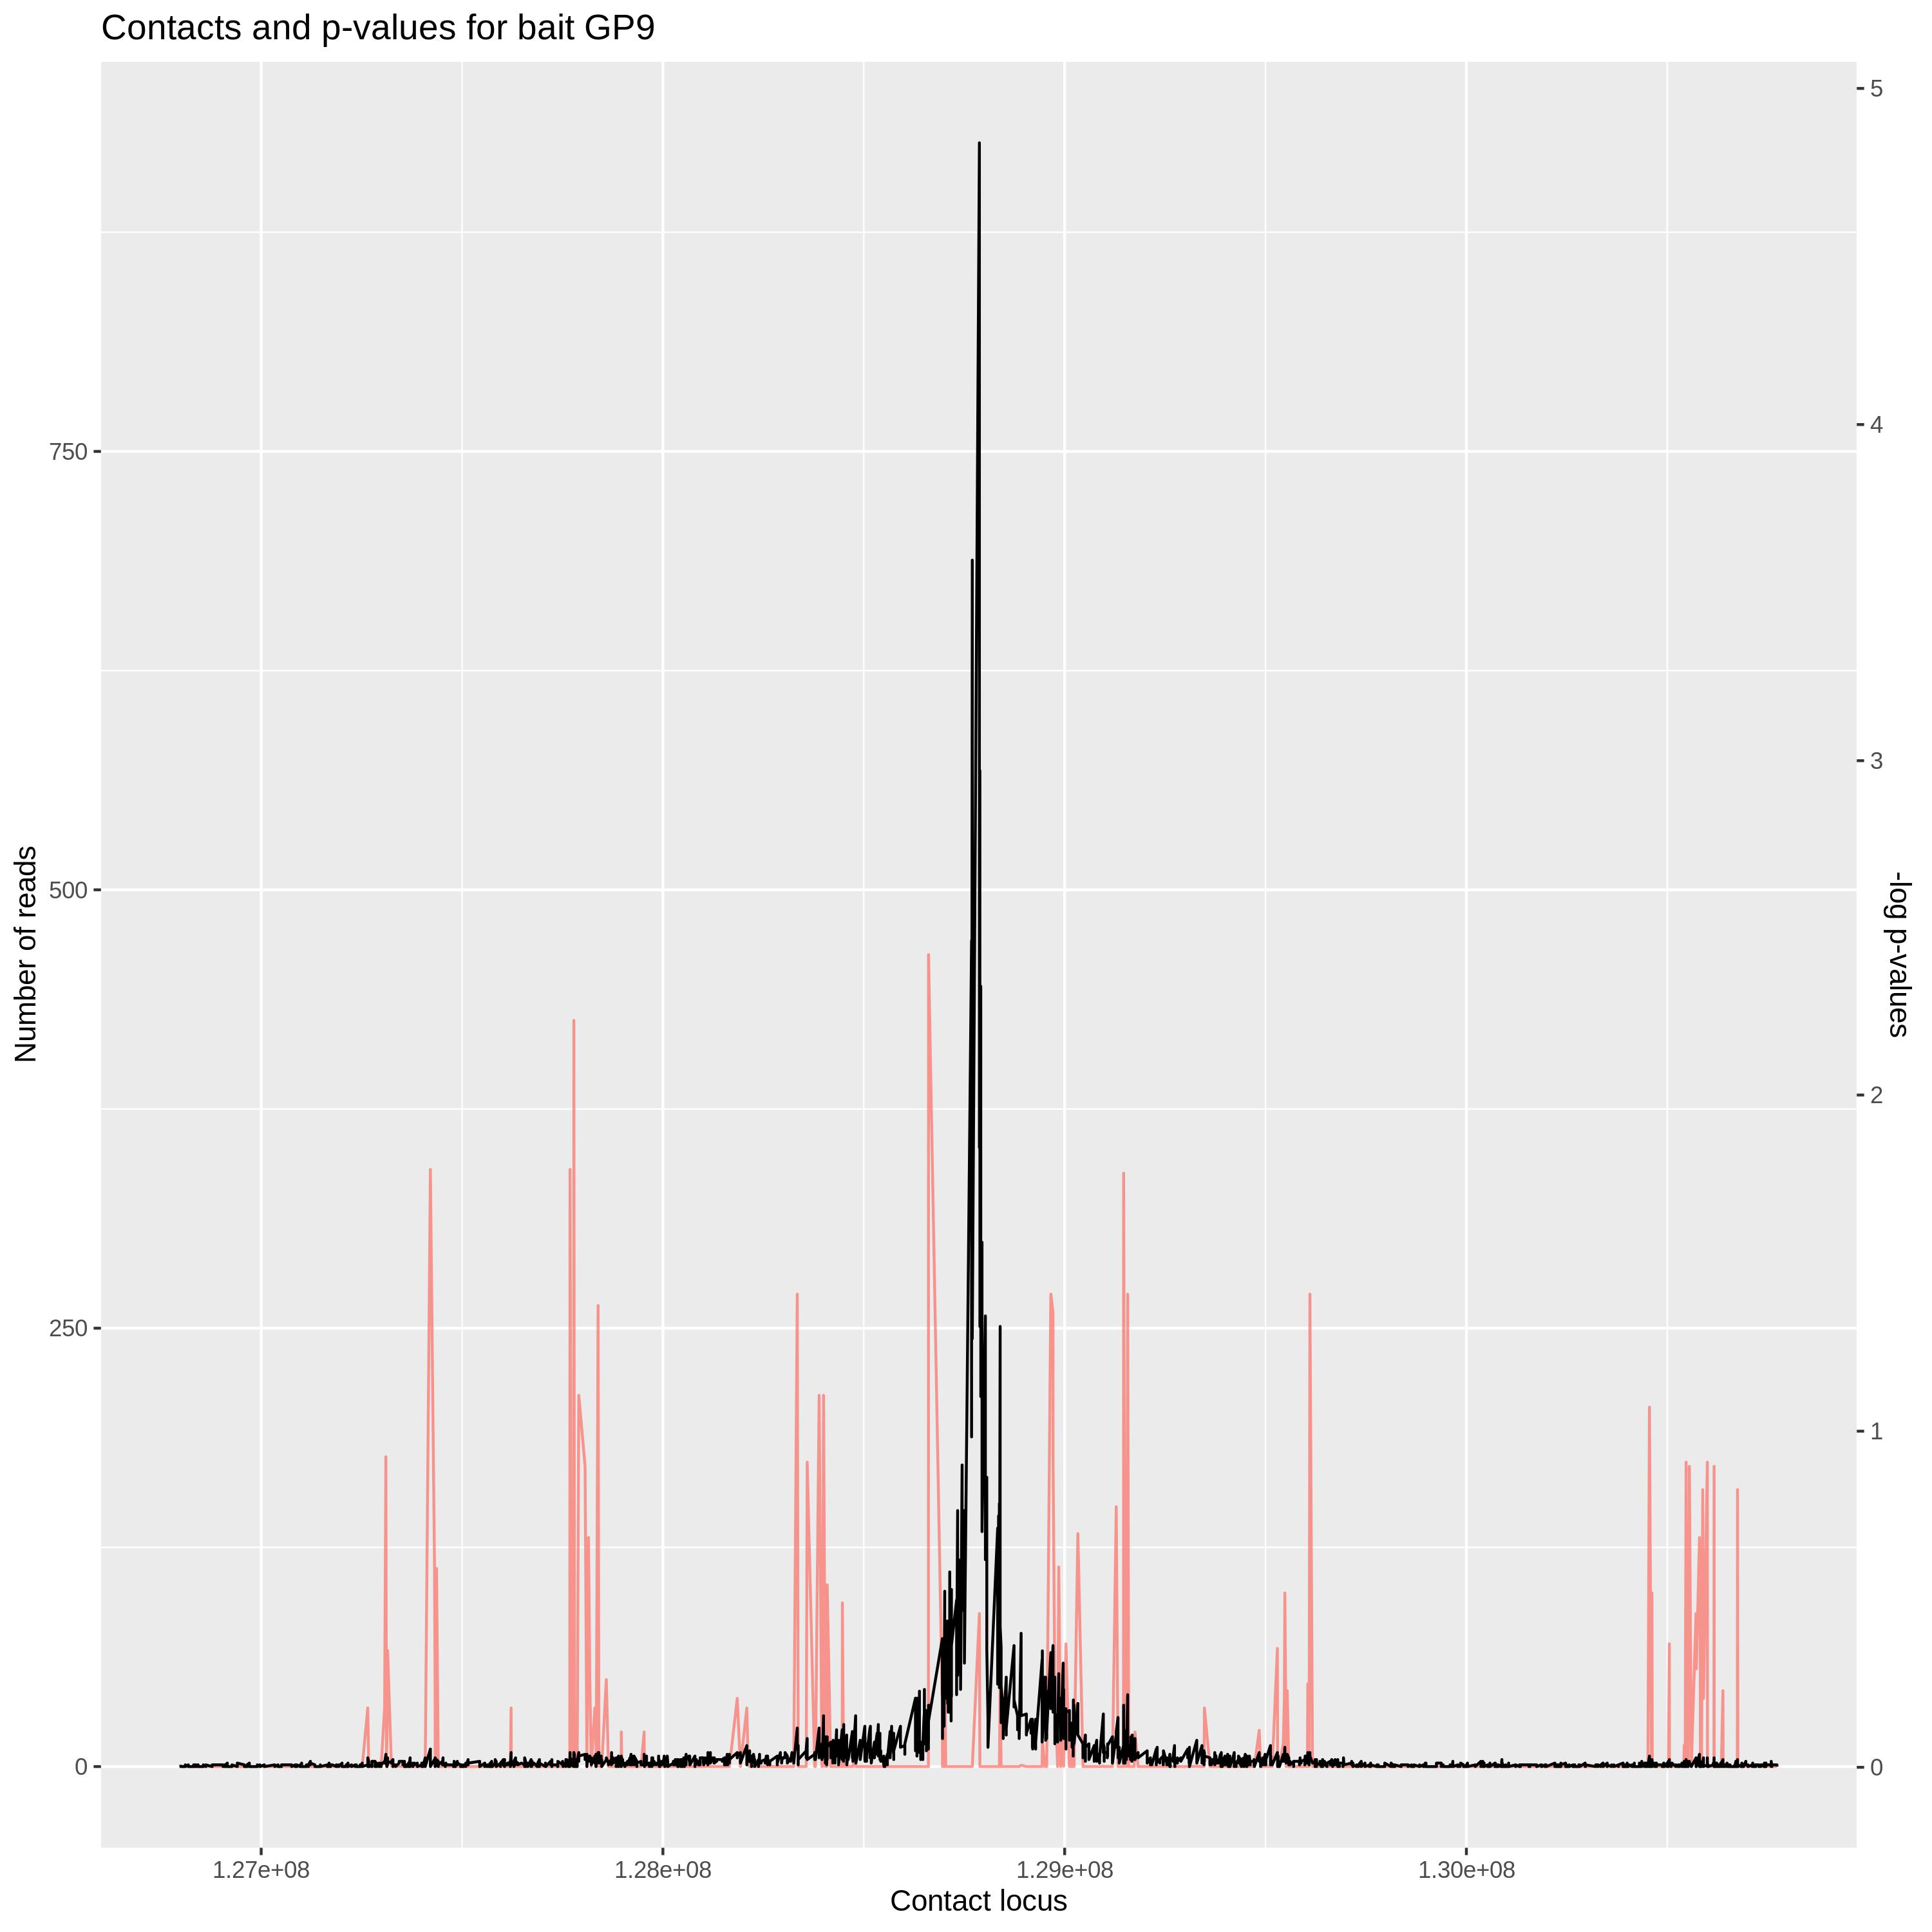 Contacts and p-values for bait GP9
Number of reads
750
500
250
0
5
4
3
2
1
0
-log p-values
1.27e+08 1.28e+08 1.29e+08 1.30e+08
Contact locus